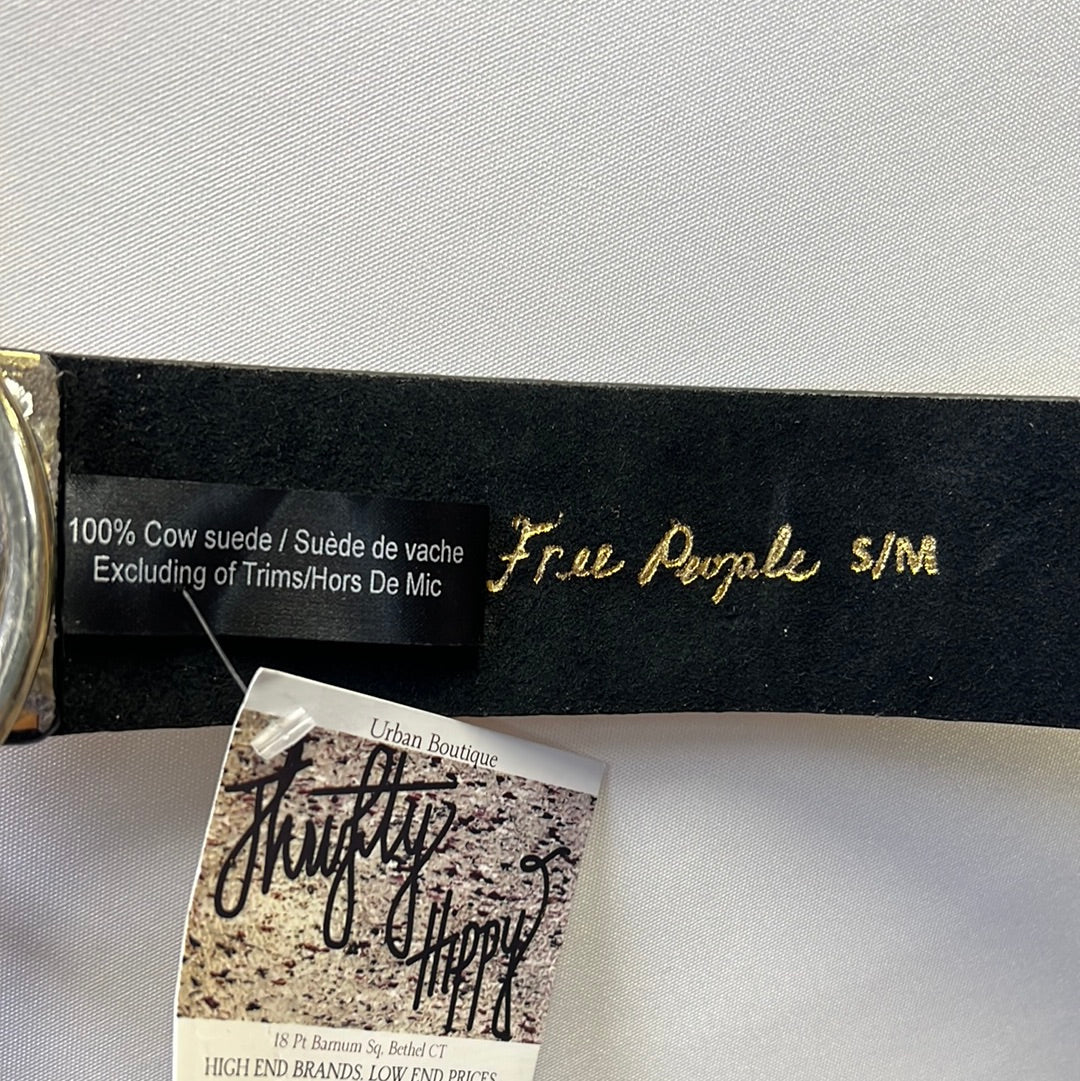 100% Cow suede / Suède de vache
Excluding of Trims/Hors De Mic
Free People S/M
Urban Boutique
Thrifty
Hippy
18 Pt Barnum Sq, Bethel CT
HIGH END BRANDS. LOW END PRICES